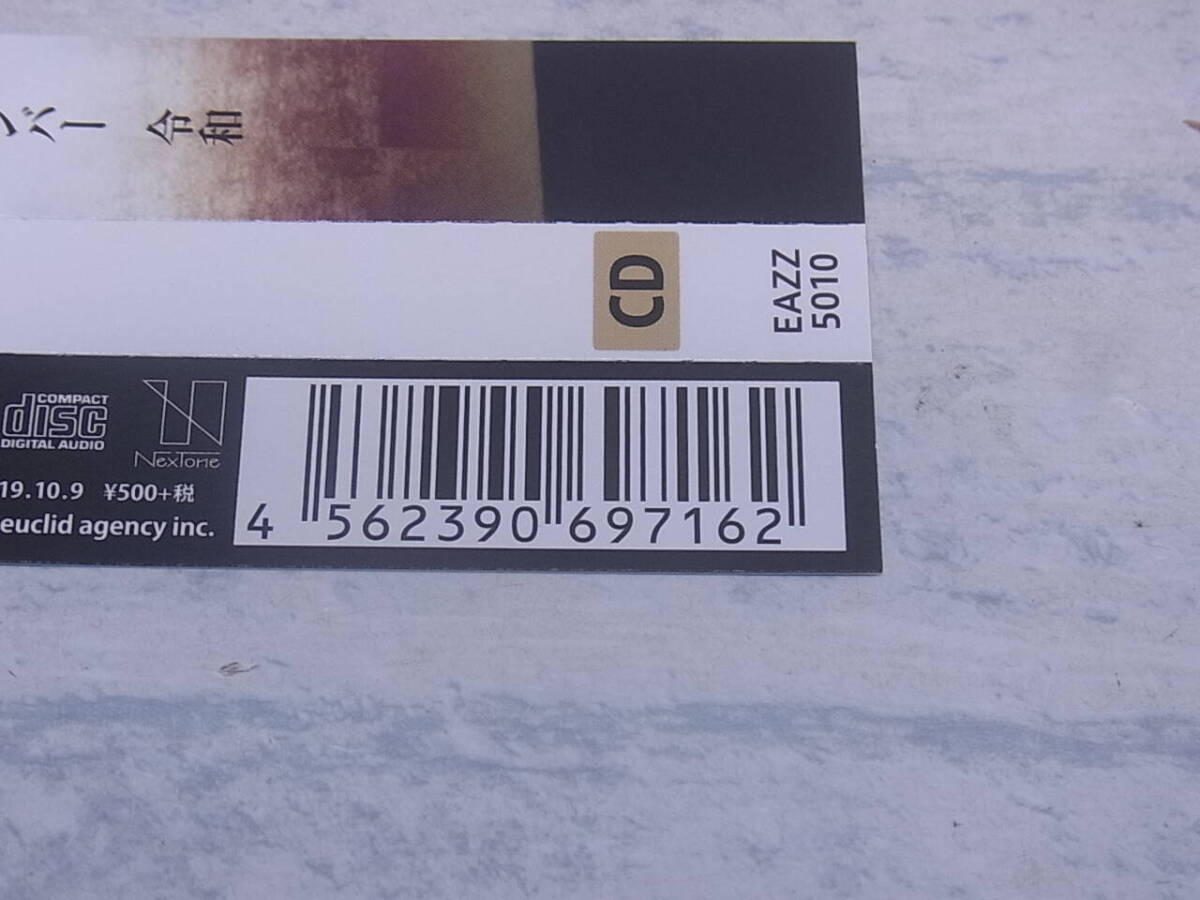 ンバー 令和
CD
EAZZ
5010
COMPACT
disc
DIGITAL AUDIO
NexTone
19.10.9 ¥500+税
euclid agency inc.
4 562390 697162